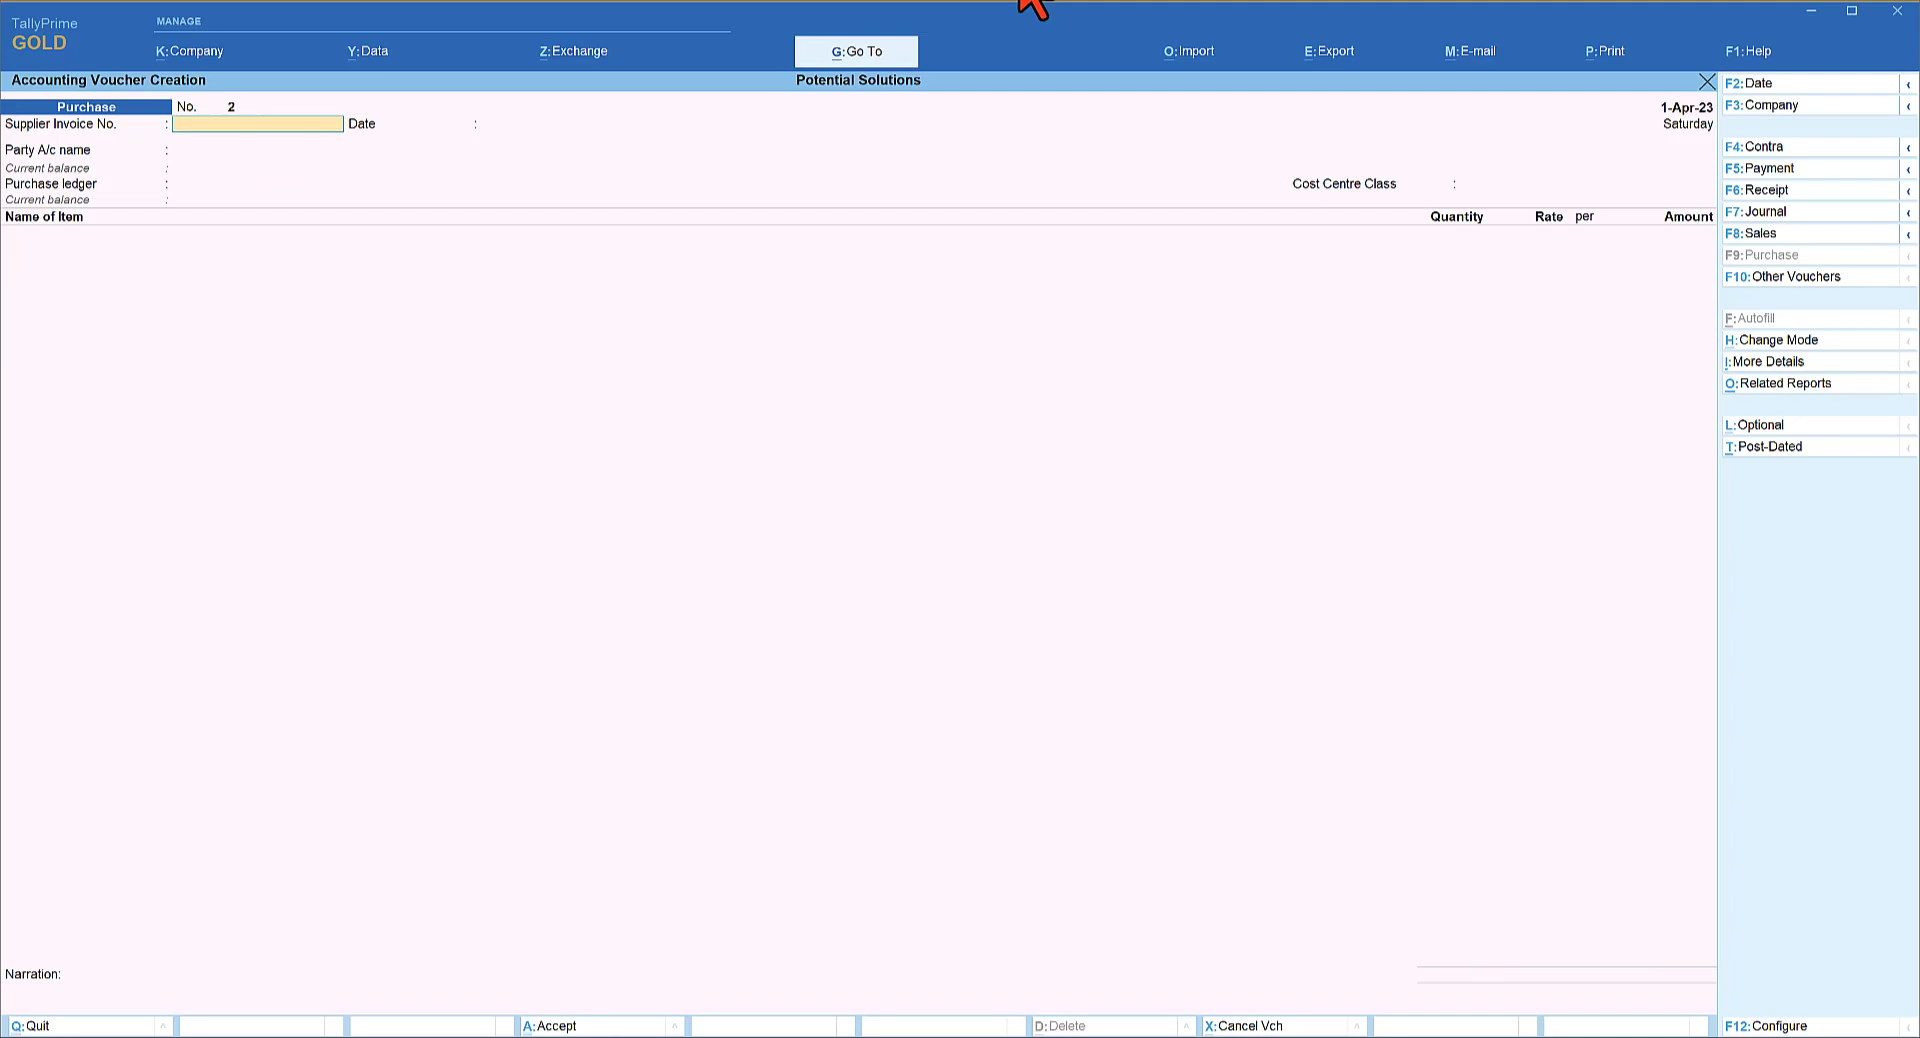 TallyPrime
GOLD
MANAGE
K:Company
Y:Data
Z:Exchange
G:Go To
O:Import
E:Export
M:E-mail
P:Print
F1:Help
Accounting Voucher Creation
Potential Solutions
Purchase No. 2
1-Apr-23
Supplier Invoice No. : Date :
Saturday
Party A/c name :
Current balance :
Purchase ledger :
Cost Centre Class :
Current balance :
Name of Item
Quantity Rate per Amount
Narration:
F2:Date
F3:Company
F4:Contra
F5:Payment
F6:Receipt
F7:Journal
F8:Sales
F9:Purchase
F10:Other Vouchers
F:Autofill
H:Change Mode
I:More Details
O:Related Reports
L:Optional
T:Post-Dated
Q:Quit
A:Accept
D:Delete
X:Cancel Vch
F12:Configure